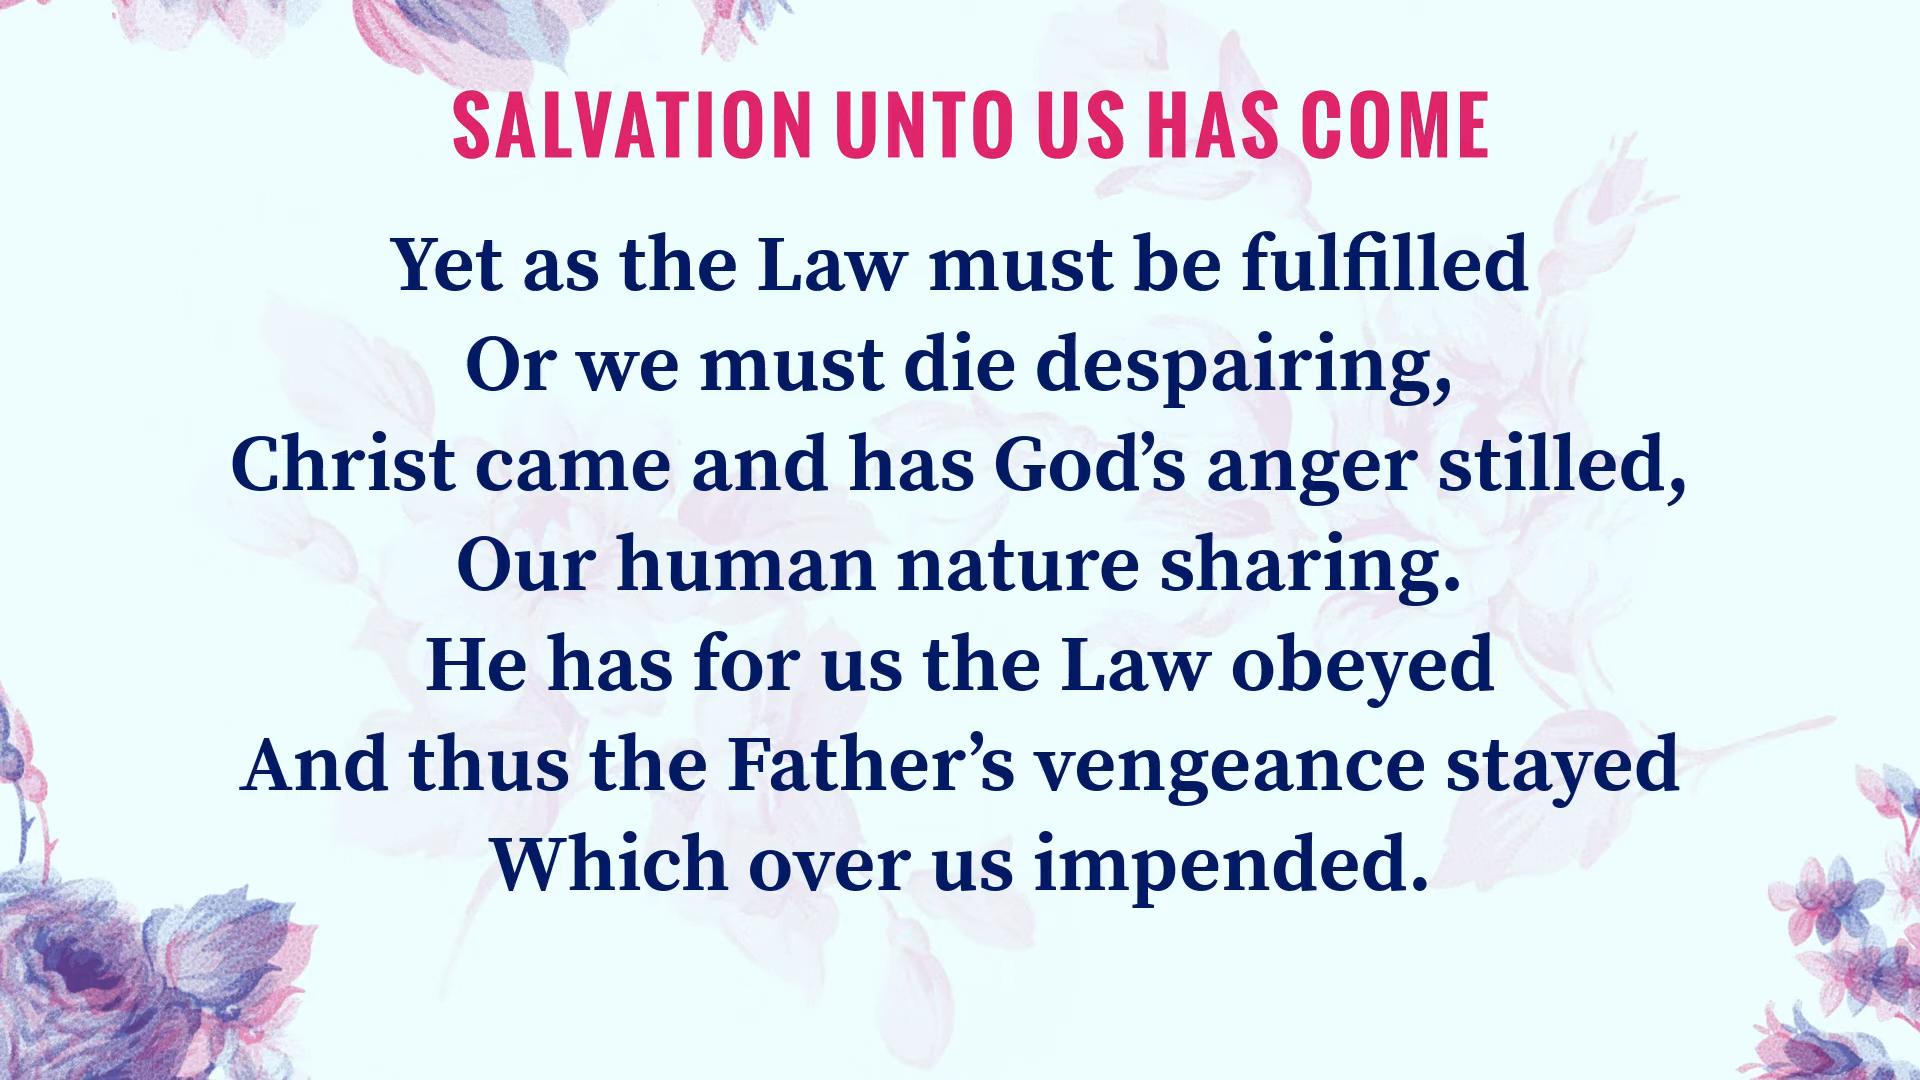 SALVATION UNTO US HAS COME
Yet as the Law must be fulfilled
Or we must die despairing,
Christ came and has God’s anger stilled,
Our human nature sharing.
He has for us the Law obeyed
And thus the Father’s vengeance stayed
Which over us impended.